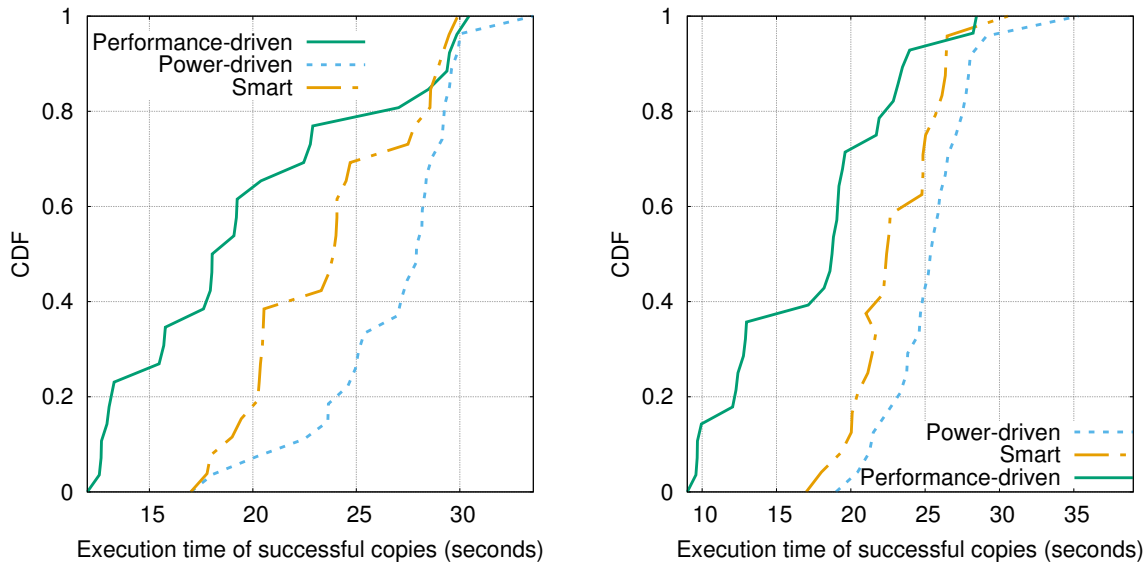 1
0.8
0.6
0.4
0.2
0
CDF
Performance-driven
Power-driven
Smart
15
20
25
30
Execution time of successful copies (seconds)
1
0.8
0.6
0.4
0.2
0
CDF
Power-driven
Smart
Performance-driven
10
15
20
25
30
35
Execution time of successful copies (seconds)